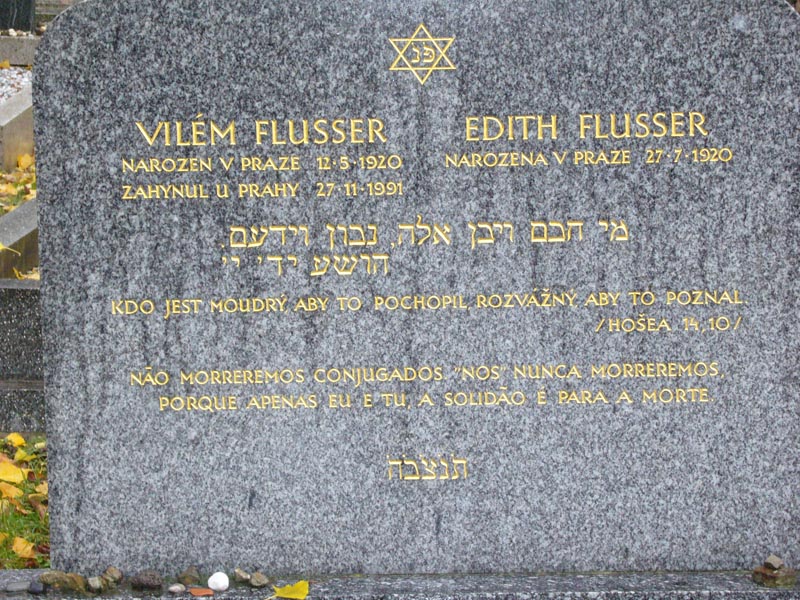 פנ
VILÉM FLUSSER
NAROZEN V PRAZE 12·5·1920
ZAHYNUL U PRAHY 27·11·1991
EDITH FLUSSER
NAROZENA V PRAZE 27·7·1920
מי חכם ויבן אלה, נבון וידעם.
הושע יד׳ י׳
KDO JEST MOUDRÝ, ABY TO POCHOPIL, ROZVÁŽNÝ, ABY TO POZNAL.
/HOŠEA 14,10/
NÃO MORREREMOS CONJUGADOS. "NOS" NUNCA MORREREMOS,
PORQUE APENAS EU E TU, A SOLIDÃO É PARA A MORTE.
תנצבה